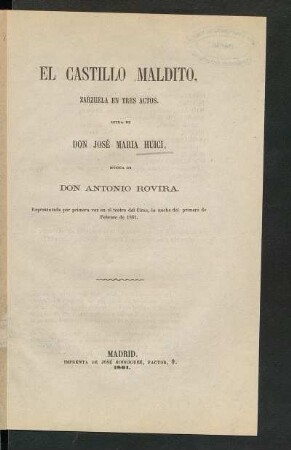 EL CASTILLO MALDITO,
ZARZUELA EN TRES ACTOS.
LETRA DE
DON JOSÉ MARIA HUICI,
MUSICA DE
DON ANTONIO ROVIRA.
Representada por primera vez en el teatro del Circo, la noche del primero de
Febrero de 1861.
MADRID.
IMPRENTA DE JOSÉ RODRIGUEZ, FACTOR, 9.
1861.